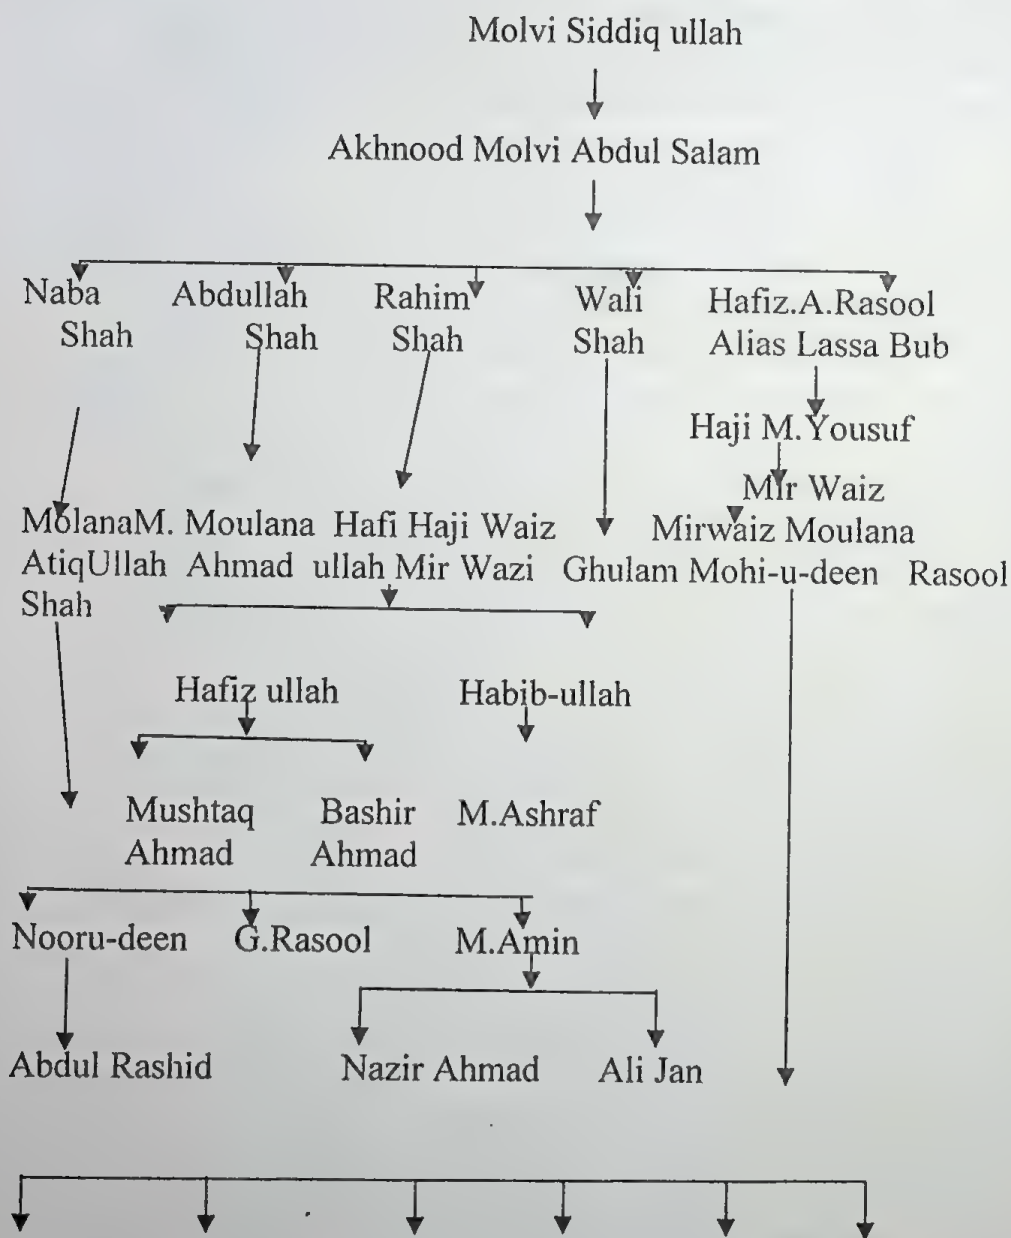 Molvi Siddiq ullah
Akhnood Molvi Abdul Salam
Naba Abdullah Rahim Wali Hafiz.A.Rasool
Shah Shah Shah Shah Alias Lassa Bub
Haji M.Yousuf
Mir Waiz
MolanaM. Moulana Hafi Haji Waiz Mirwaiz Moulana
AtiqUllah Ahmad ullah Mir Wazi Ghulam Mohi-u-deen Rasool
Shah
Hafiz ullah Habib-ullah
Mushtaq Bashir M.Ashraf
Ahmad Ahmad
Nooru-deen G.Rasool M.Amin
Abdul Rashid Nazir Ahmad Ali Jan